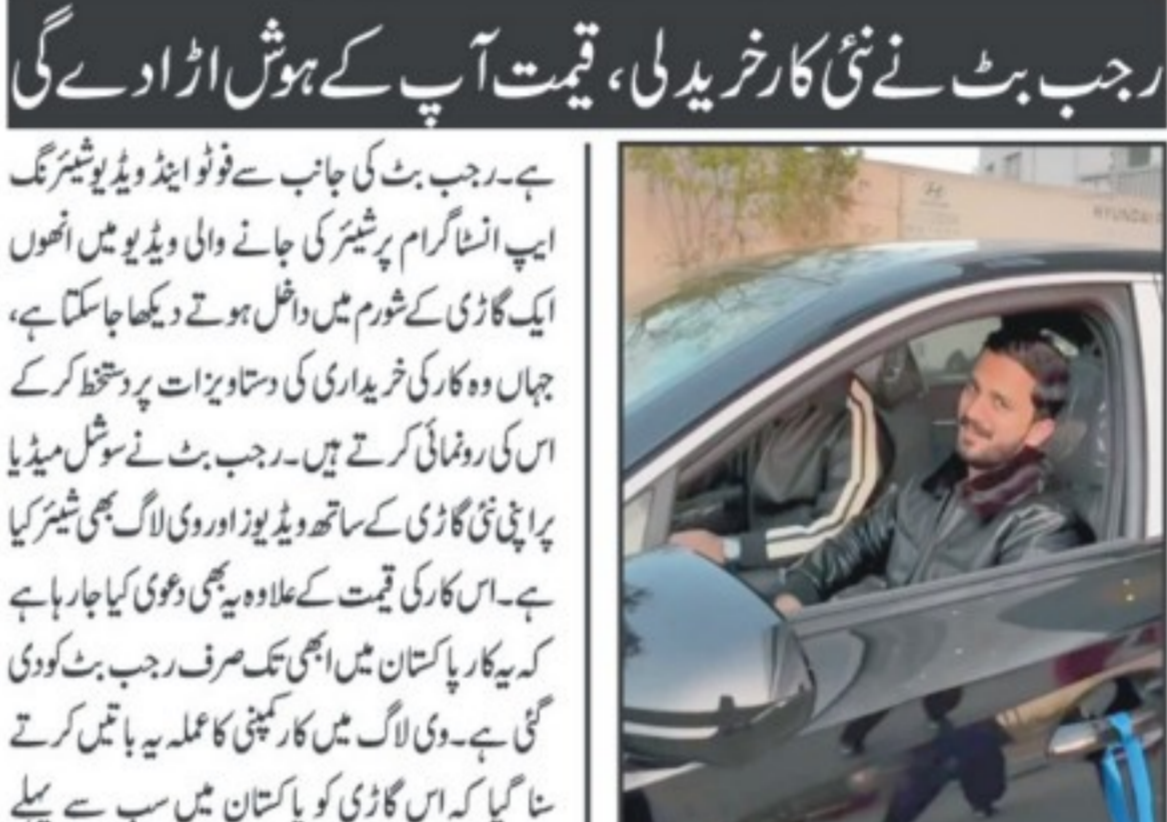 رجب بٹ نے نئی کار خرید لی، قیمت آپ کے ہوش اڑا دے گی
ہے۔ رجب بٹ کی جانب سے فوٹو اینڈ ویڈیو شیئرنگ
ایپ انسٹاگرام پر شیئر کی جانے والی ویڈیو میں انھوں
ایک گاڑی کے شورم میں داخل ہوتے دیکھا جا سکتا ہے،
جہاں وہ کار کی خریداری کی دستاویزات پر دستخط کر کے
اس کی رونمائی کرتے ہیں۔ رجب بٹ نے سوشل میڈیا
پر اپنی نئی گاڑی کے ساتھ ویڈیوز اور وی لاگ بھی شیئر کیا
ہے۔ اس کار کی قیمت کے علاوہ یہ بھی دعوی کیا جا رہا ہے
کہ یہ کار پاکستان میں ابھی تک صرف رجب بٹ کو دی
گئی ہے۔ وی لاگ میں کار کمپنی کا عملہ یہ باتیں کرتے
سنا گیا کہ اس گاڑی کو پاکستان میں سب سے پہلے
HYUNDAI